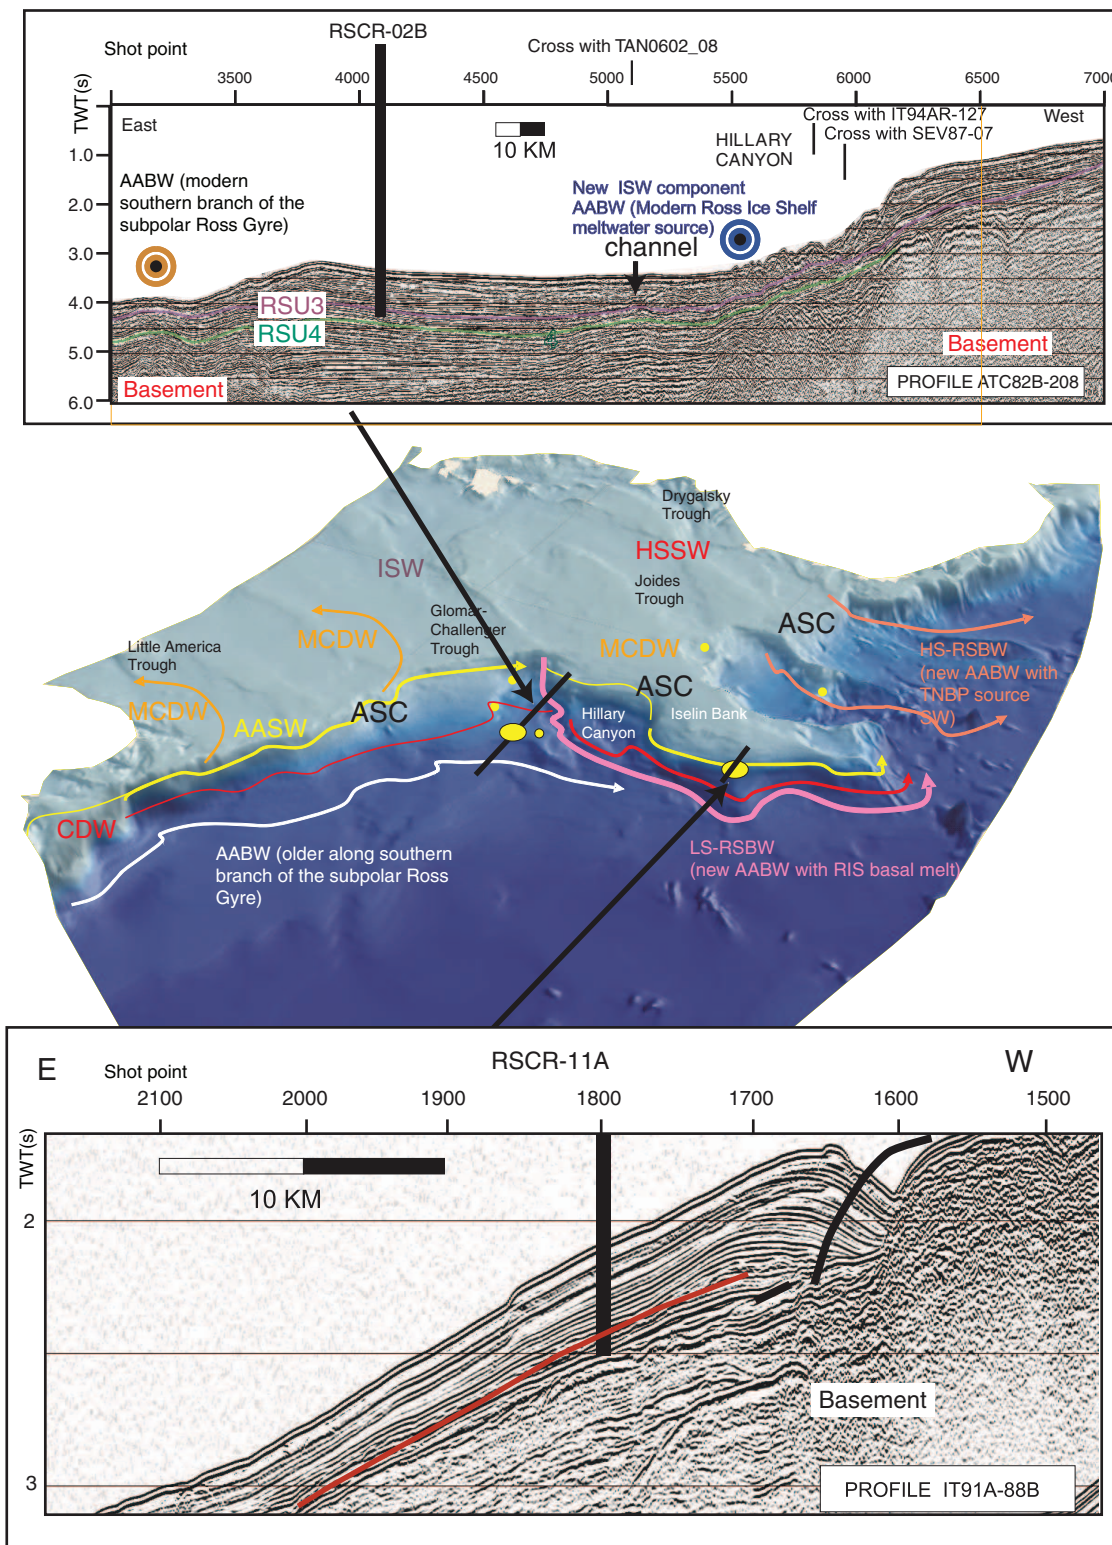 RSCR-02B
Shot point
Cross with TAN0602_08
3500 4000 4500 5000 5500 6000 6500 7000
TWT(s)
East
10 KM
Cross with IT94AR-127
West
Cross with SEV87-07
HILLARY
CANYON
1.0
2.0
3.0
4.0
5.0
6.0
AABW (modern
southern branch of the
subpolar Ross Gyre)
New ISW component
AABW (Modern Ross Ice Shelf
meltwater source)
channel
RSU3
RSU4
Basement
Basement
PROFILE ATC82B-208
Drygalsky
Trough
HSSW
ISW
Joides
Trough
Glomar-
Challenger
Trough
ASC
MCDW
MCDW
Little America
Trough
HS-RSBW
(new AABW with
TNBP source
SW)
ASC
MCDW
ASC
AASW
Hillary
Canyon
Iselin Bank
CDW
AABW (older along southern
branch of the subpolar Ross
Gyre)
LS-RSBW
(new AABW with RIS basal melt)
E
Shot point
RSCR-11A
W
2100 2000 1900 1800 1700 1600 1500
TWT(s)
10 KM
2
3
Basement
PROFILE IT91A-88B